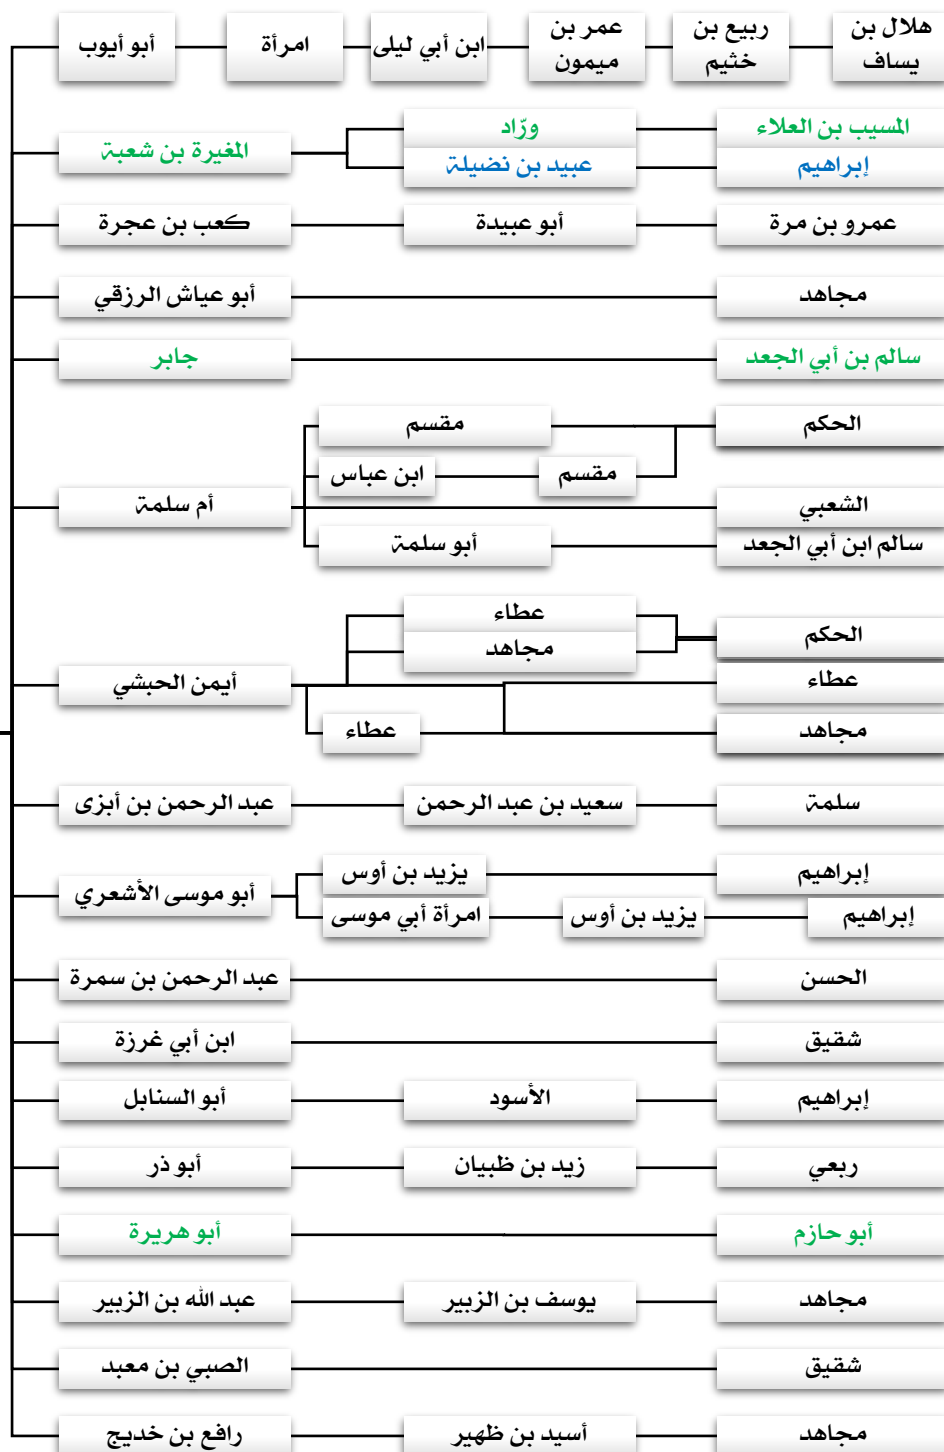 هلال بن يساف
ربيع بن خثيم
عمر بن ميمون
ابن أبي ليلى
امرأة
أبو أيوب
المسيب بن العلاء
ورّاد
المغيرة بن شعبة
إبراهيم
عبيد بن نضيلة
عمرو بن مرة
أبو عبيدة
كعب بن عجرة
مجاهد
أبو عياش الرزقي
سالم بن أبي الجعد
جابر
الحكم
مقسم
مقسم
ابن عباس
أم سلمة
الشعبي
سالم ابن أبي الجعد
أبو سلمة
الحكم
عطاء
مجاهد
أيمن الحبشي
عطاء
مجاهد
عطاء
سلمة
سعيد بن عبد الرحمن
عبد الرحمن بن أبزى
إبراهيم
يزيد بن أوس
أبو موسى الأشعري
إبراهيم
يزيد بن أوس
امرأة أبي موسى
الحسن
عبد الرحمن بن سمرة
شقيق
ابن أبي غرزة
إبراهيم
الأسود
أبو السنابل
ربعي
زيد بن ظبيان
أبو ذر
أبو حازم
أبو هريرة
مجاهد
يوسف بن الزبير
عبد الله بن الزبير
شقيق
الصبي بن معبد
مجاهد
أسيد بن ظهير
رافع بن خديج